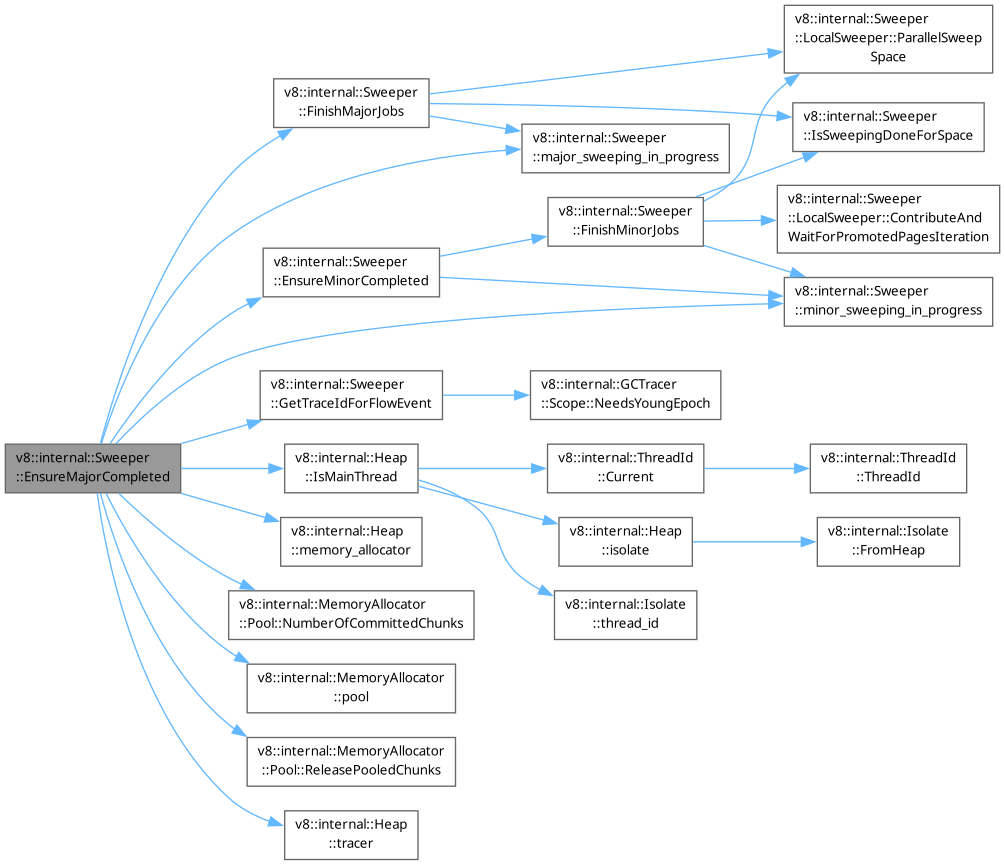 v8::internal::Sweeper
::LocalSweeper::ParallelSweep
Space
v8::internal::Sweeper
::FinishMajorJobs
v8::internal::Sweeper
::IsSweepingDoneForSpace
v8::internal::Sweeper
::major_sweeping_in_progress
v8::internal::Sweeper
::LocalSweeper::ContributeAnd
WaitForPromotedPagesIteration
v8::internal::Sweeper
::FinishMinorJobs
v8::internal::Sweeper
::EnsureMinorCompleted
v8::internal::Sweeper
::minor_sweeping_in_progress
v8::internal::Sweeper
::GetTraceIdForFlowEvent
v8::internal::GCTracer
::Scope::NeedsYoungEpoch
v8::internal::Sweeper
::EnsureMajorCompleted
v8::internal::Heap
::IsMainThread
v8::internal::ThreadId
::Current
v8::internal::ThreadId
::ThreadId
v8::internal::Heap
::memory_allocator
v8::internal::Heap
::isolate
v8::internal::Isolate
::FromHeap
v8::internal::MemoryAllocator
::Pool::NumberOfCommittedChunks
v8::internal::Isolate
::thread_id
v8::internal::MemoryAllocator
::pool
v8::internal::MemoryAllocator
::Pool::ReleasePooledChunks
v8::internal::Heap
::tracer